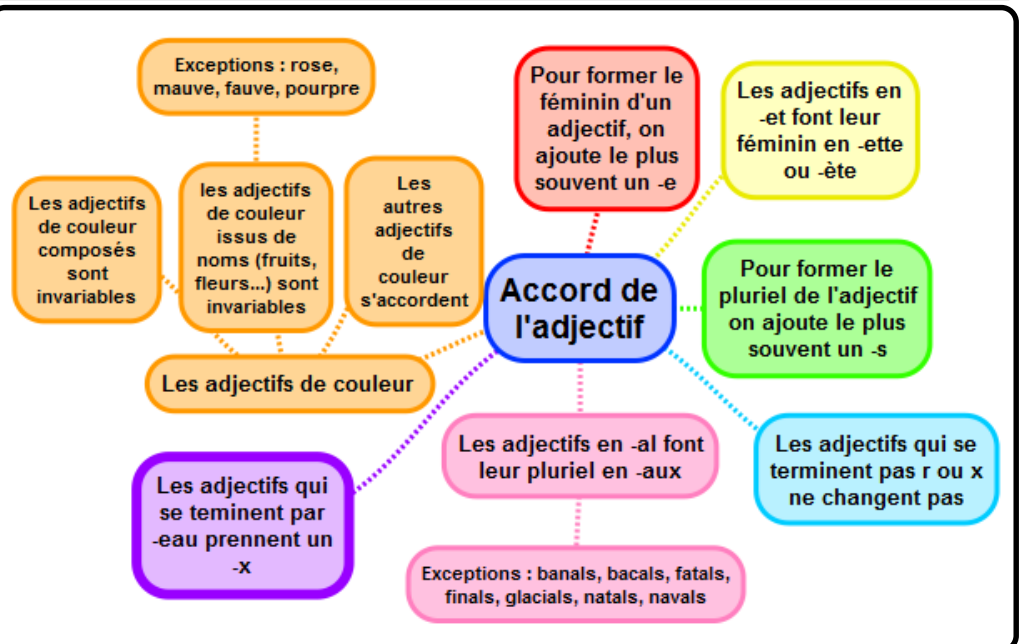 Exceptions : rose,
mauve, fauve, pourpre
Les adjectifs
de couleur
composés
sont
invariables
les adjectifs
de couleur
issus de
noms (fruits,
fleurs...) sont
invariables
Les
autres
adjectifs
de
couleur
s'accordent
Les adjectifs de couleur
Pour former le
féminin d'un
adjectif, on
ajoute le plus
souvent un -e
Les adjectifs en
-et font leur
féminin en -ette
ou -ète
Accord de
l'adjectif
Pour former le
pluriel de l'adjectif
on ajoute le plus
souvent un -s
Les adjectifs qui
se teminent par
-eau prennent un
-x
Les adjectifs en -al font
leur pluriel en -aux
Exceptions : banals, bacals, fatals,
finals, glacials, natals, navals
Les adjectifs qui se
terminent pas r ou x
ne changent pas